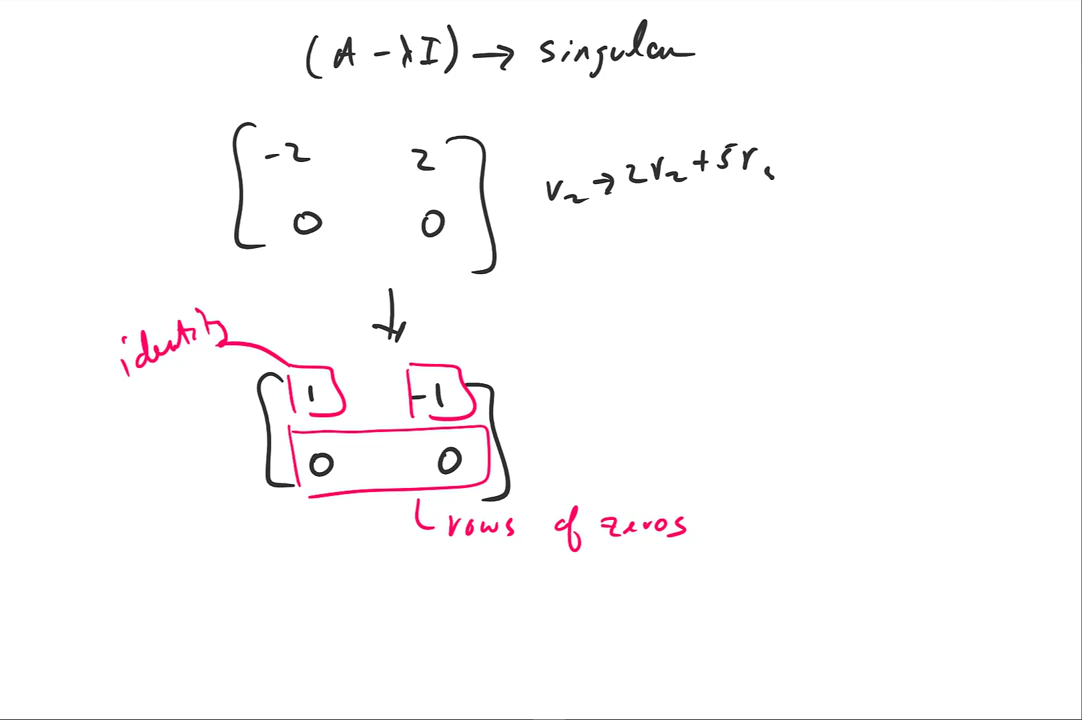 (A - λI) → singular
[ -2 2
0 0 ] r₂ → 2r₂ + 5r₁
↓
identity
[ 1 -1
0 0 ]
rows of zeros